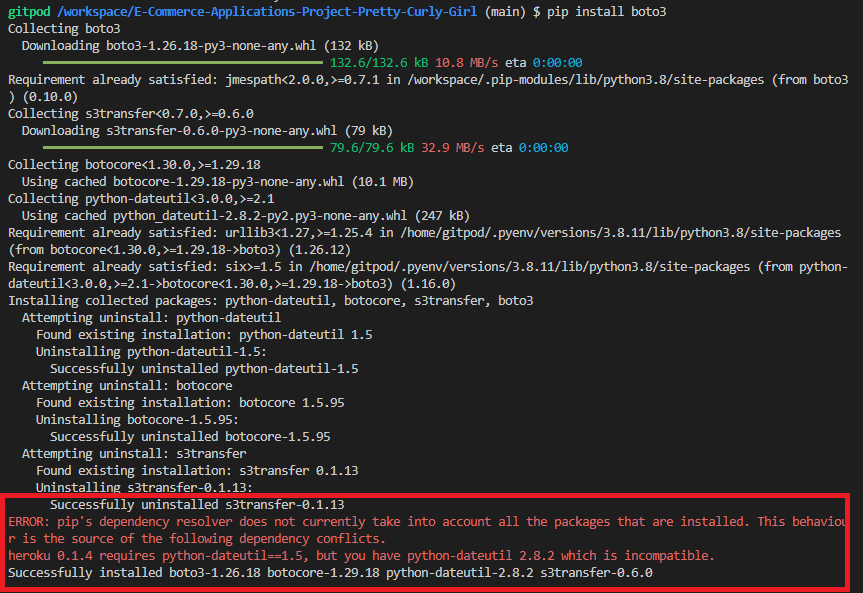 gitpod /workspace/E-Commerce-Applications-Project-Pretty-Curly-Girl (main) $ pip install boto3
Collecting boto3
  Downloading boto3-1.26.18-py3-none-any.whl (132 kB)
132.6/132.6 kB 10.8 MB/s eta 0:00:00
Requirement already satisfied: jmespath<2.0.0,>=0.7.1 in /workspace/.pip-modules/lib/python3.8/site-packages (from boto3
) (0.10.0)
Collecting s3transfer<0.7.0,>=0.6.0
  Downloading s3transfer-0.6.0-py3-none-any.whl (79 kB)
79.6/79.6 kB 32.9 MB/s eta 0:00:00
Collecting botocore<1.30.0,>=1.29.18
  Using cached botocore-1.29.18-py3-none-any.whl (10.1 MB)
Collecting python-dateutil<3.0.0,>=2.1
  Using cached python_dateutil-2.8.2-py2.py3-none-any.whl (247 kB)
Requirement already satisfied: urllib3<1.27,>=1.25.4 in /home/gitpod/.pyenv/versions/3.8.11/lib/python3.8/site-packages
(from botocore<1.30.0,>=1.29.18->boto3) (1.26.12)
Requirement already satisfied: six>=1.5 in /home/gitpod/.pyenv/versions/3.8.11/lib/python3.8/site-packages (from python-
dateutil<3.0.0,>=2.1->botocore<1.30.0,>=1.29.18->boto3) (1.16.0)
Installing collected packages: python-dateutil, botocore, s3transfer, boto3
  Attempting uninstall: python-dateutil
    Found existing installation: python-dateutil 1.5
    Uninstalling python-dateutil-1.5:
      Successfully uninstalled python-dateutil-1.5
  Attempting uninstall: botocore
    Found existing installation: botocore 1.5.95
    Uninstalling botocore-1.5.95:
      Successfully uninstalled botocore-1.5.95
  Attempting uninstall: s3transfer
    Found existing installation: s3transfer 0.1.13
    Uninstalling s3transfer-0.1.13:
      Successfully uninstalled s3transfer-0.1.13
ERROR: pip's dependency resolver does not currently take into account all the packages that are installed. This behaviou
r is the source of the following dependency conflicts.
heroku 0.1.4 requires python-dateutil==1.5, but you have python-dateutil 2.8.2 which is incompatible.
Successfully installed boto3-1.26.18 botocore-1.29.18 python-dateutil-2.8.2 s3transfer-0.6.0